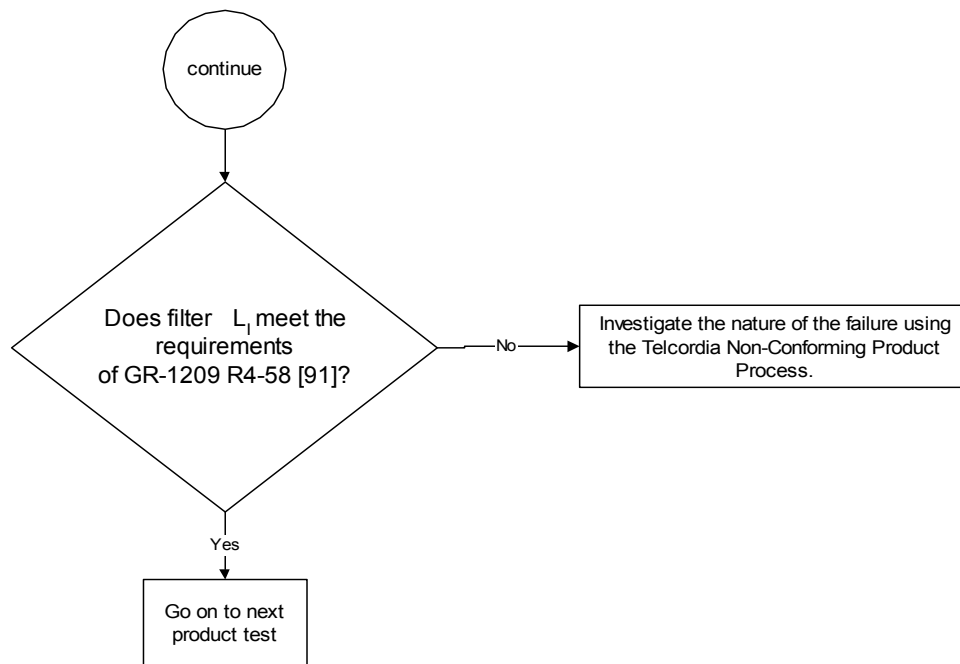 continue
Does filter L_I meet the
requirements
of GR-1209 R4-58 [91]?
No
Investigate the nature of the failure using
the Telcordia Non-Conforming Product
Process.
Yes
Go on to next
product test